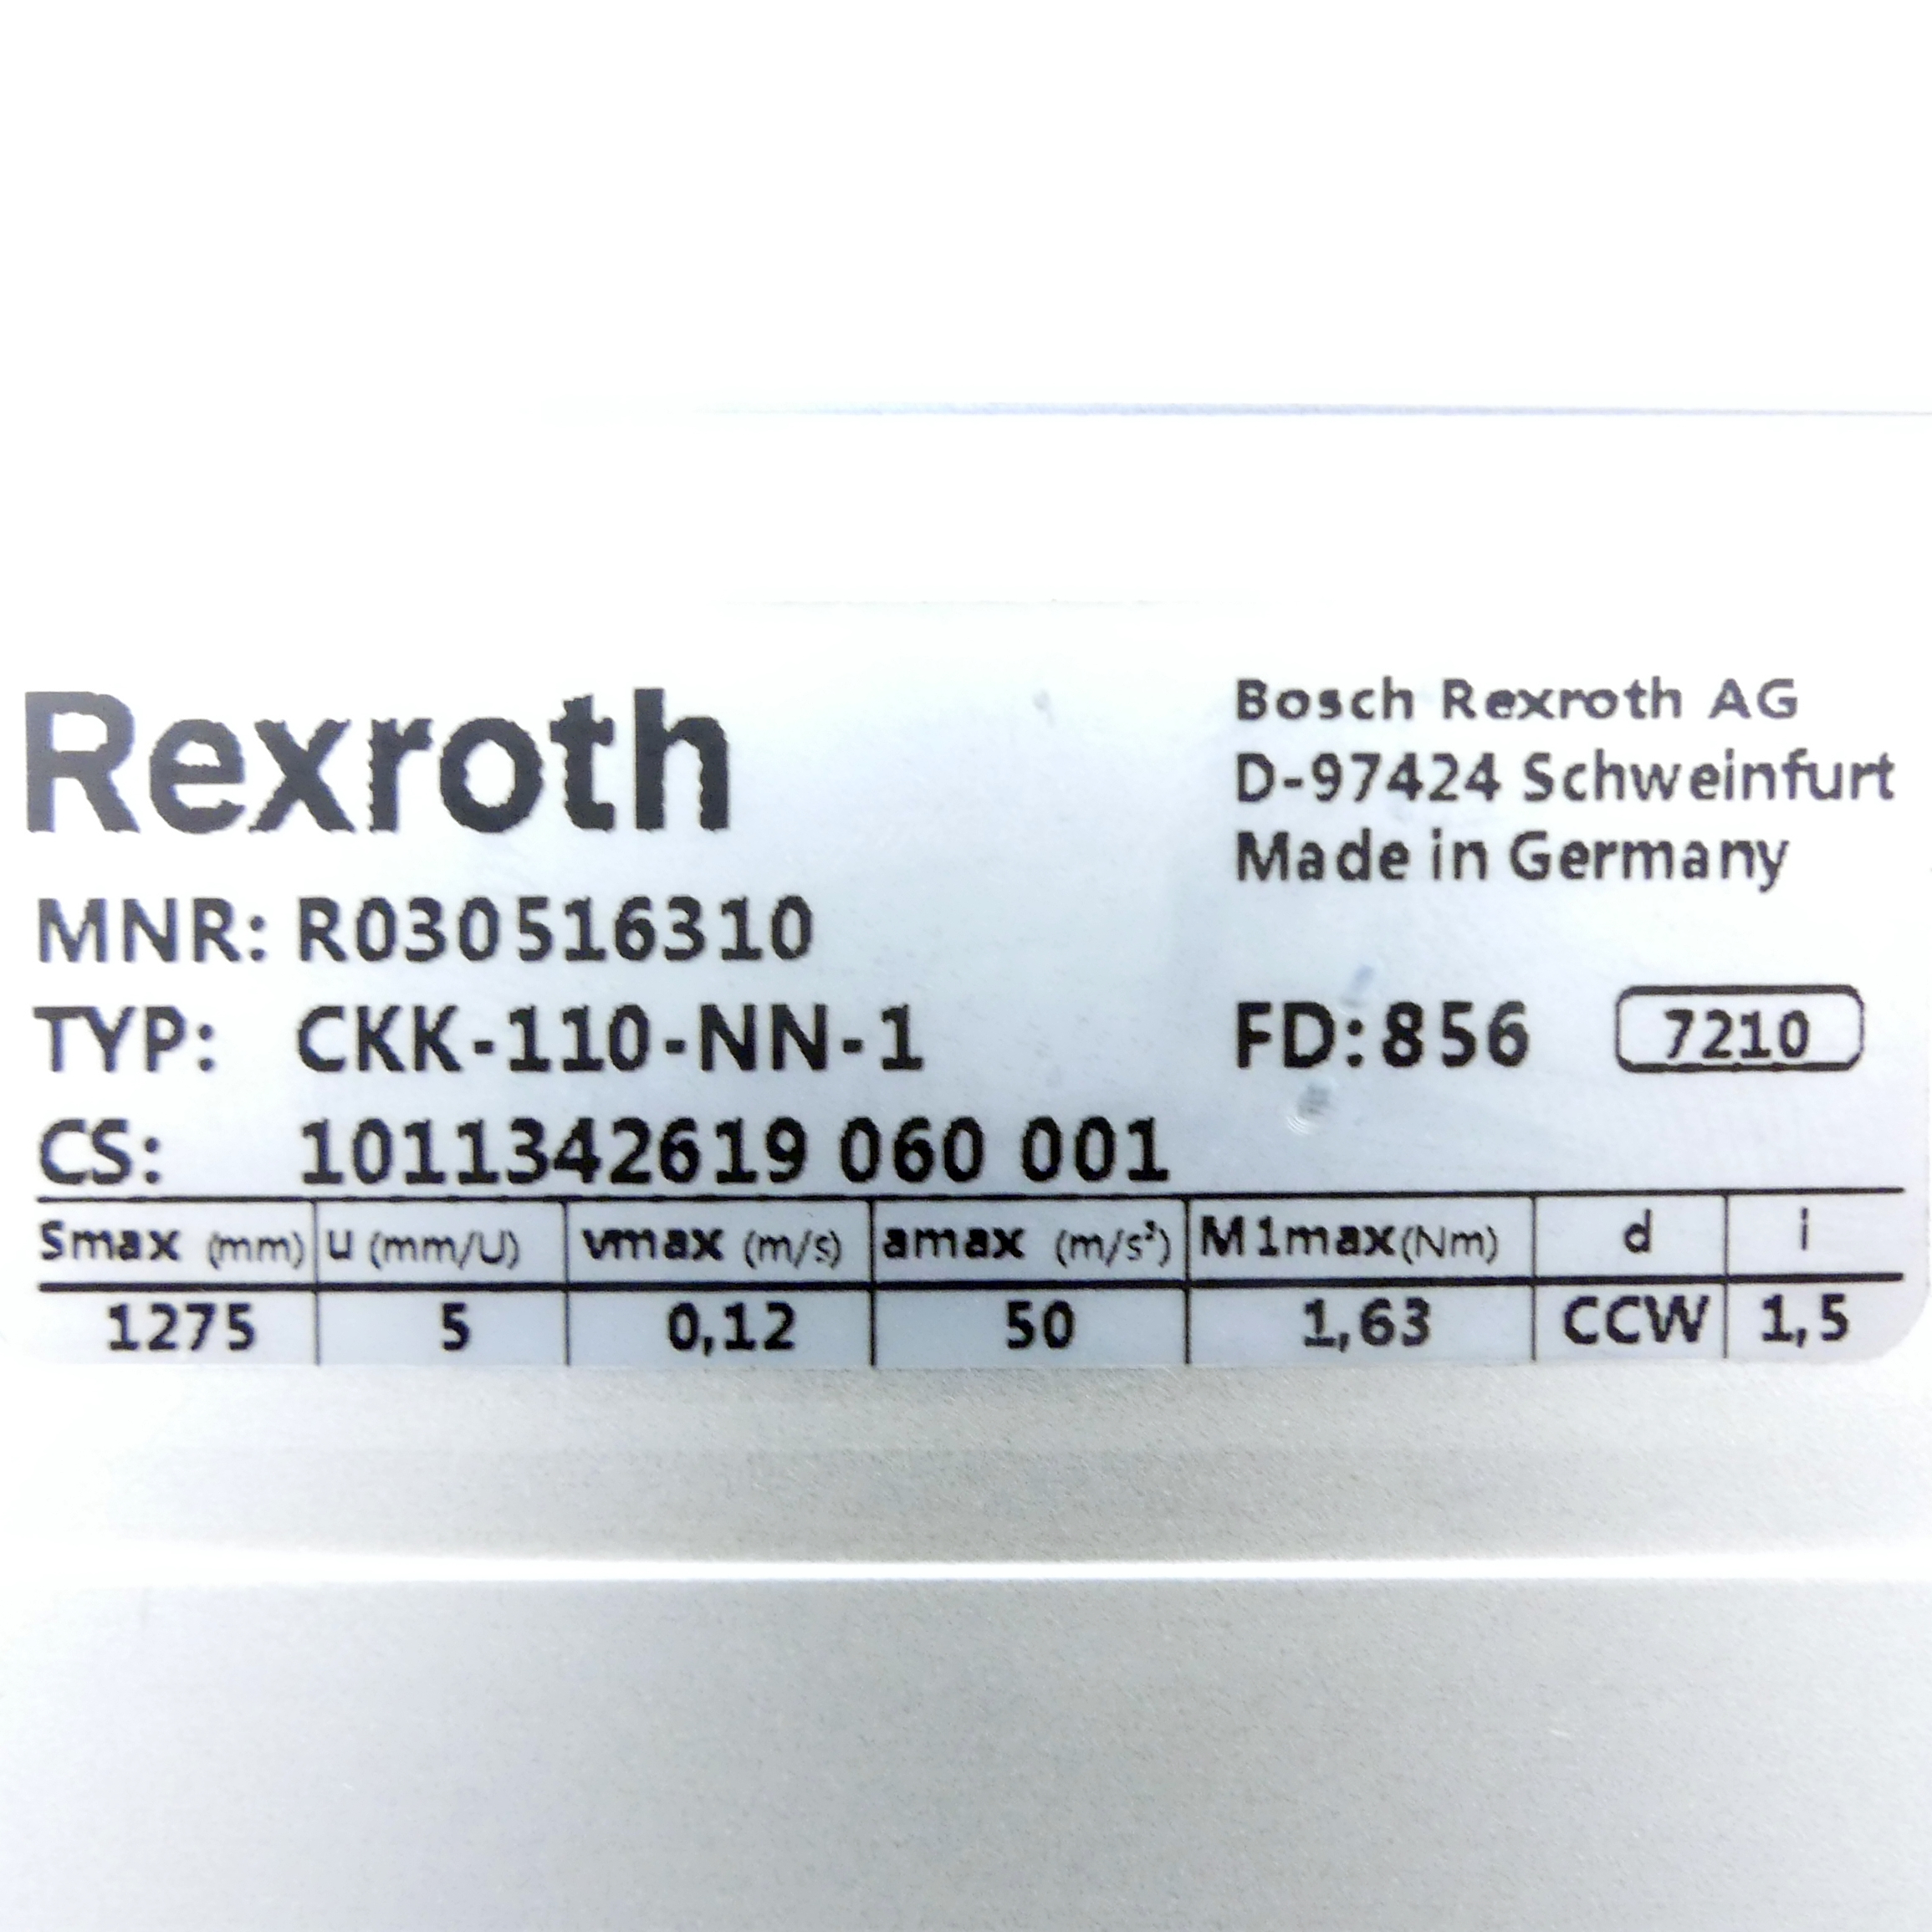 Rexroth
Bosch Rexroth AG
D-97424 Schweinfurt
Made in Germany
MNR: R030516310
TYP: CKK-110-NN-1
FD:856 7210
CS: 1011342619 060 001
Smax (mm) u (mm/U) vmax (m/s) amax (m/s²) M1max(Nm) d i
1275 5 0,12 50 1,63 CCW 1,5